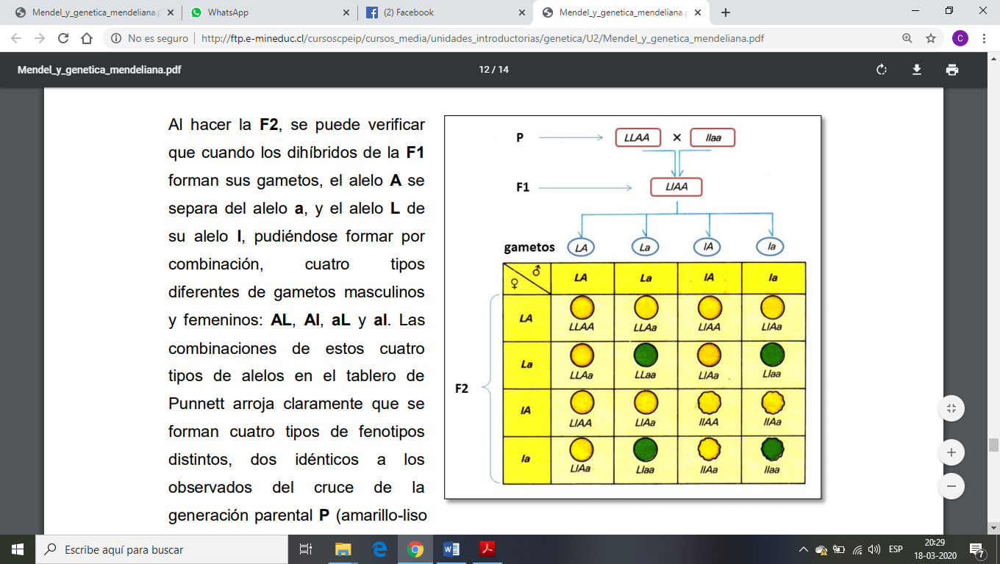 Mendel_y_genetica_mendeliana.p
WhatsApp
(2) Facebook
Mendel_y_genetica_mendeliana.p
No es seguro
http://ftp.e-mineduc.cl/cursoscpeip/cursos_media/unidades_introductorias/genetica/U2/Mendel_y_genetica_mendeliana.pdf
C
Mendel_y_genetica_mendeliana.pdf
12 / 14
Al hacer la F2, se puede verificar
que cuando los dihíbridos de la F1
forman sus gametos, el alelo A se
separa del alelo a, y el alelo L de
su alelo l, pudiéndose formar por
combinación, cuatro tipos
diferentes de gametos masculinos
y femeninos: AL, Al, aL y al. Las
combinaciones de estos cuatro
tipos de alelos en el tablero de
Punnett arroja claramente que se
forman cuatro tipos de fenotipos
distintos, dos idénticos a los
observados del cruce de la
generación parental P (amarillo-liso
P LLAA × llaa
F1 LlAA
gametos LA La lA la
♀ ♂ LA La lA la
F2
LA LLAA LLAa LlAA LlAa
La LLAa LLaa LlAa Llaa
lA LlAA LlAa llAA llAa
la LlAa Llaa llAa llaa
Escribe aquí para buscar
ESP
20:29
18-03-2020
7